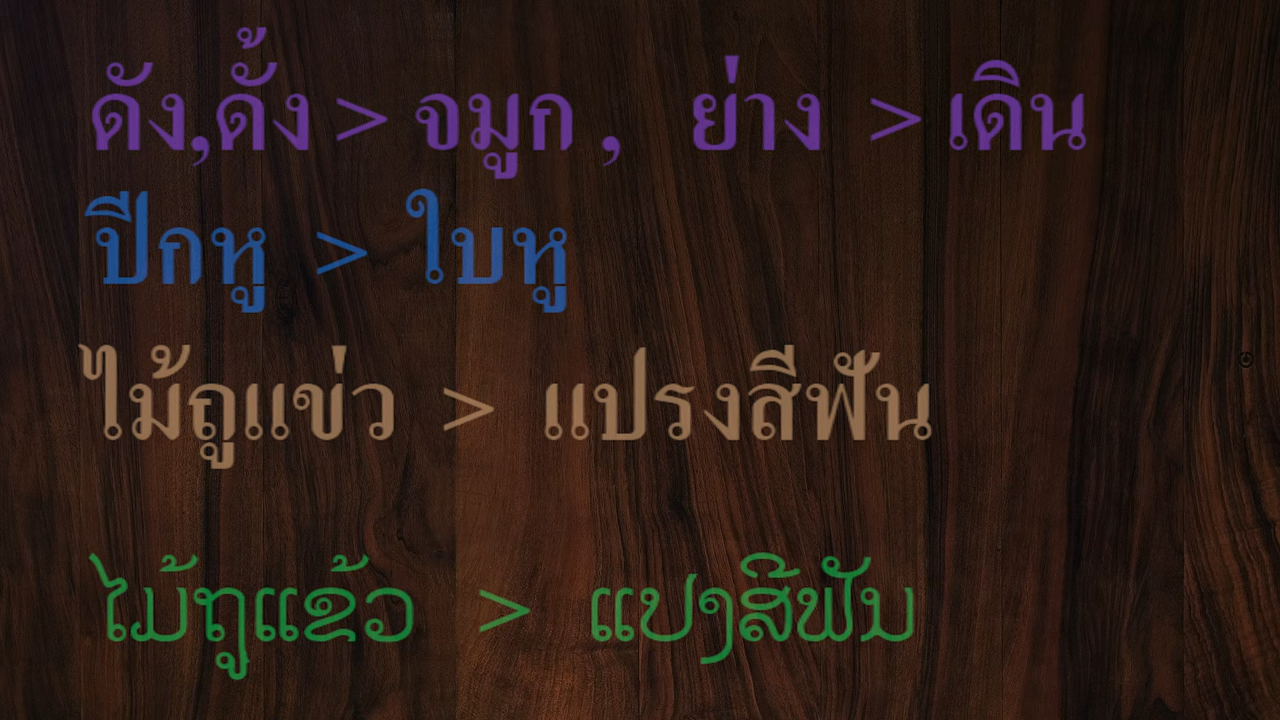 ดัง,ดั้ง > จมูก ,   ย่าง  > เดิน
ปีกหู  >  ใบหู
ไม้ถูแข่ว  >  แปรงสีฟัน
ໄມ້ຖູແຂ້ວ  >  ແປງສີຟັນ